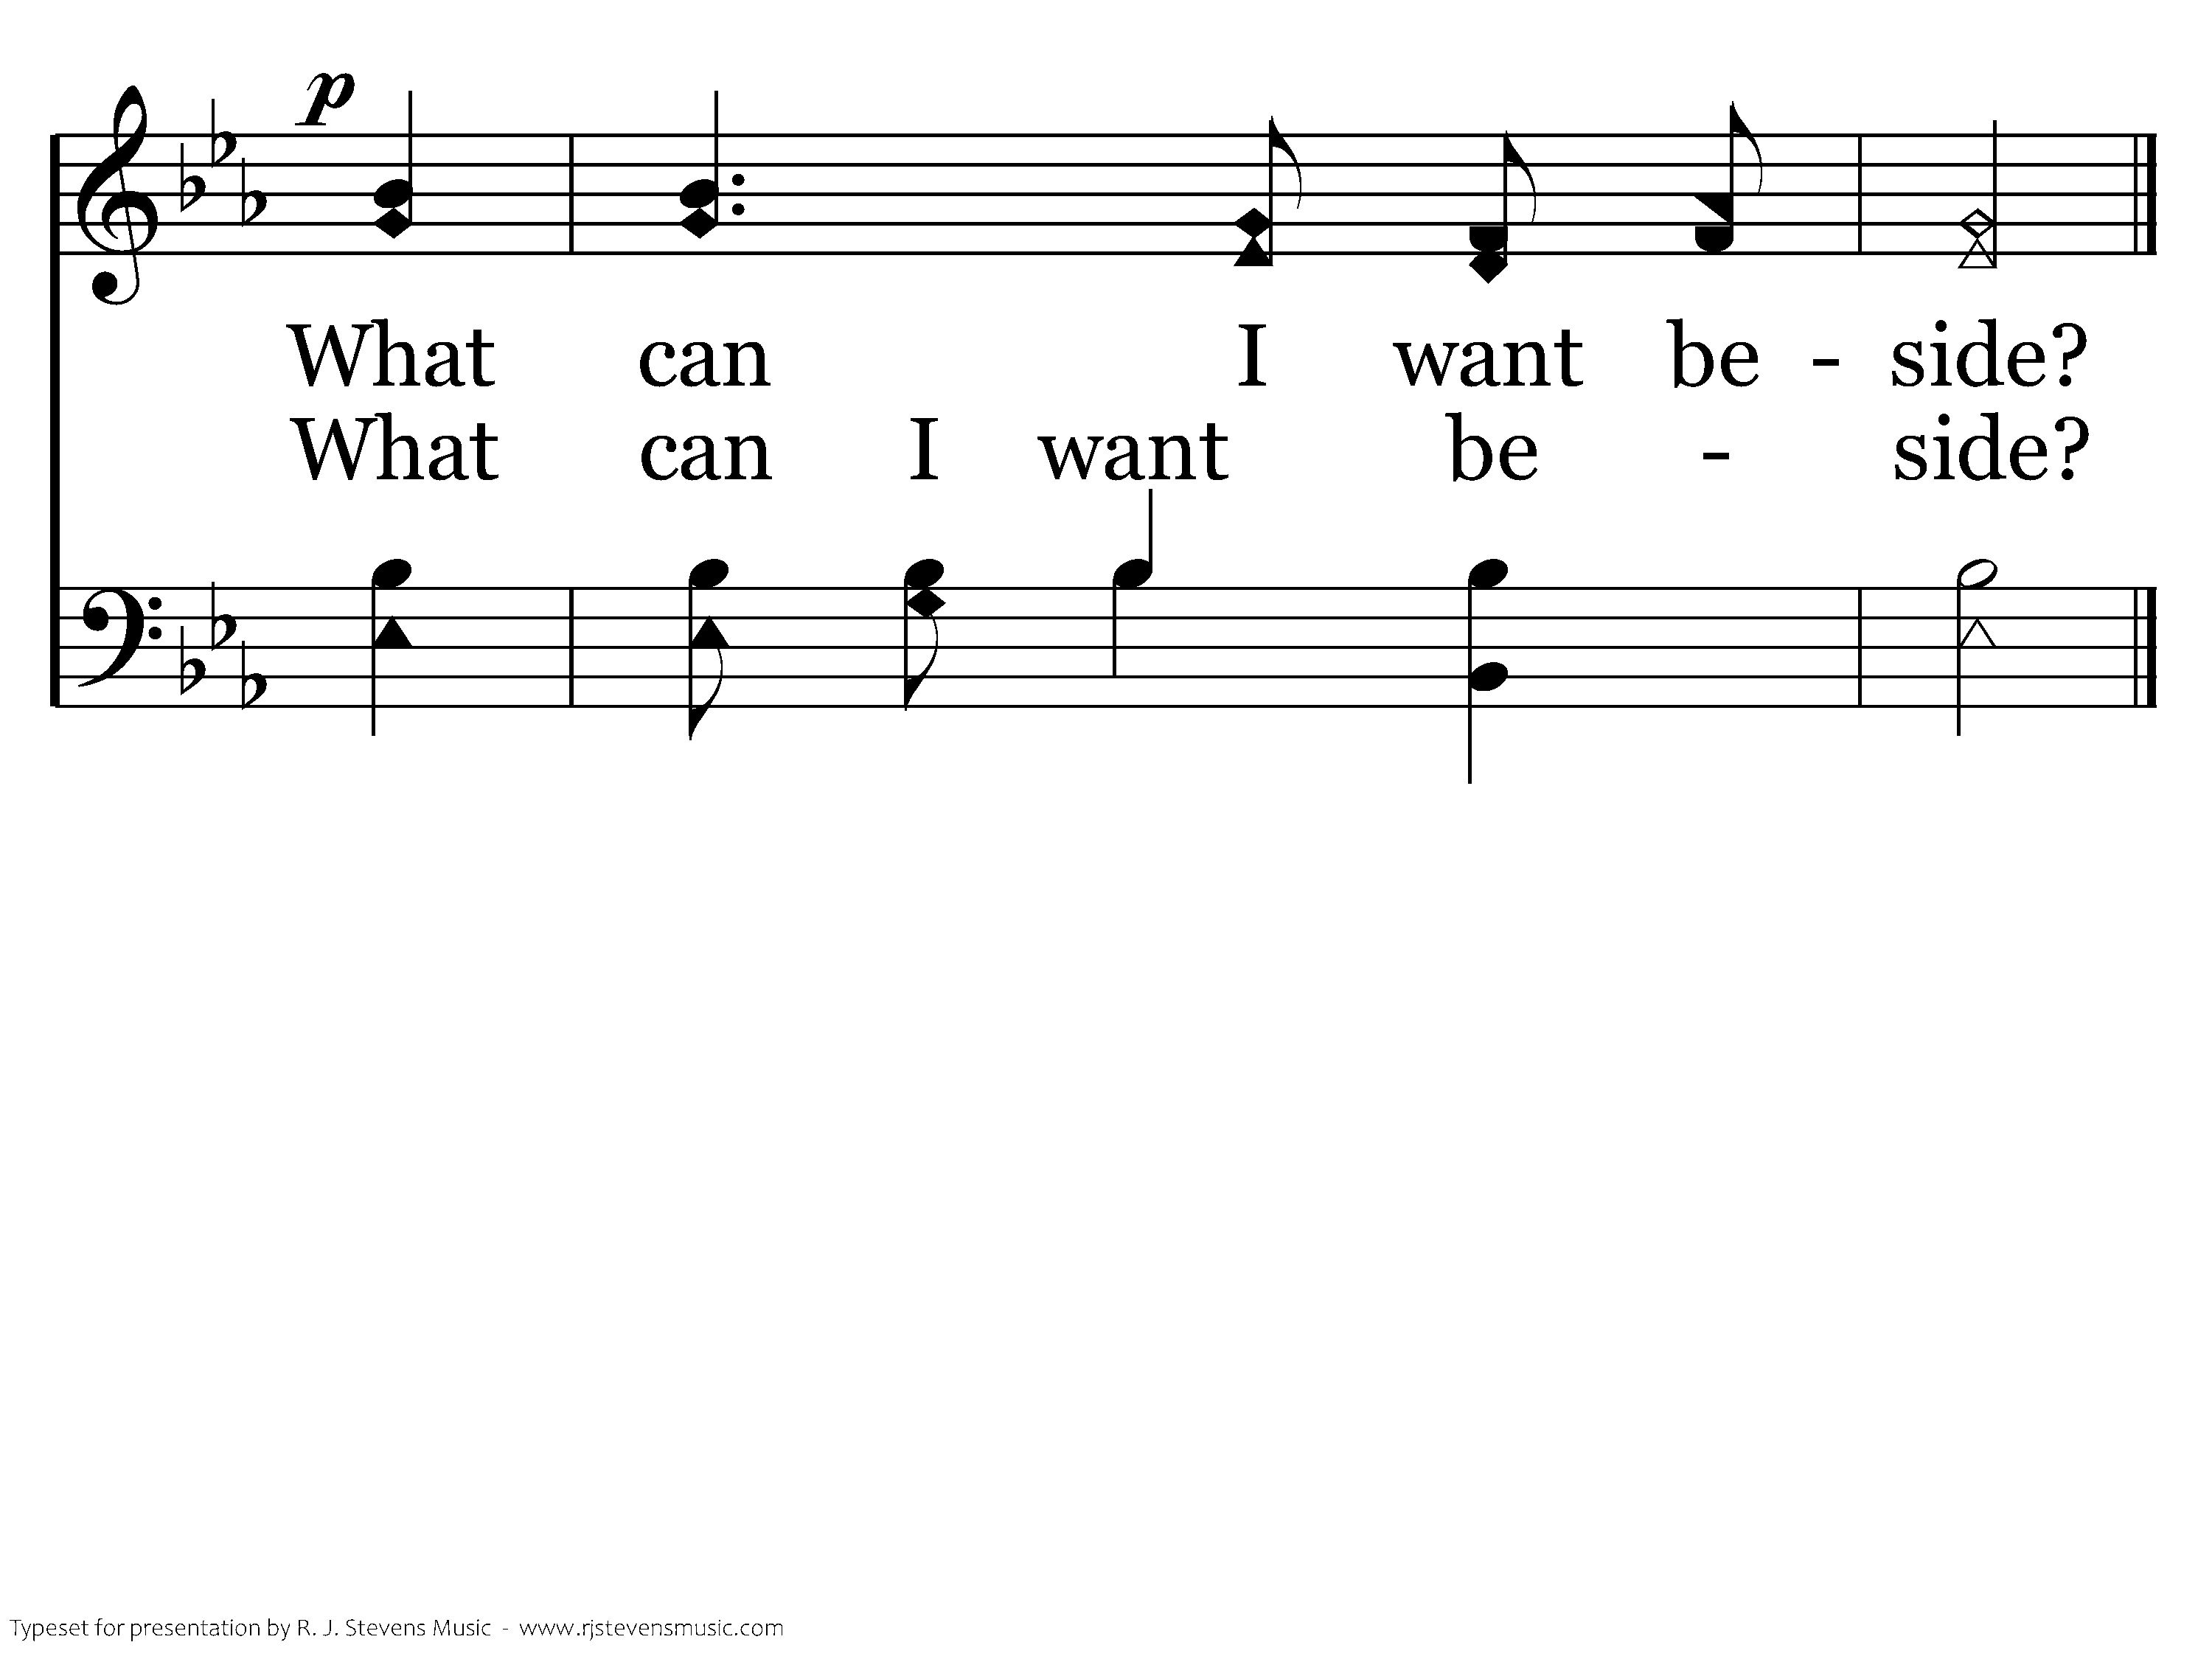 p
What can I want be - side?
What can I want be - side?
Typeset for presentation by R. J. Stevens Music - www.rjstevensmusic.com